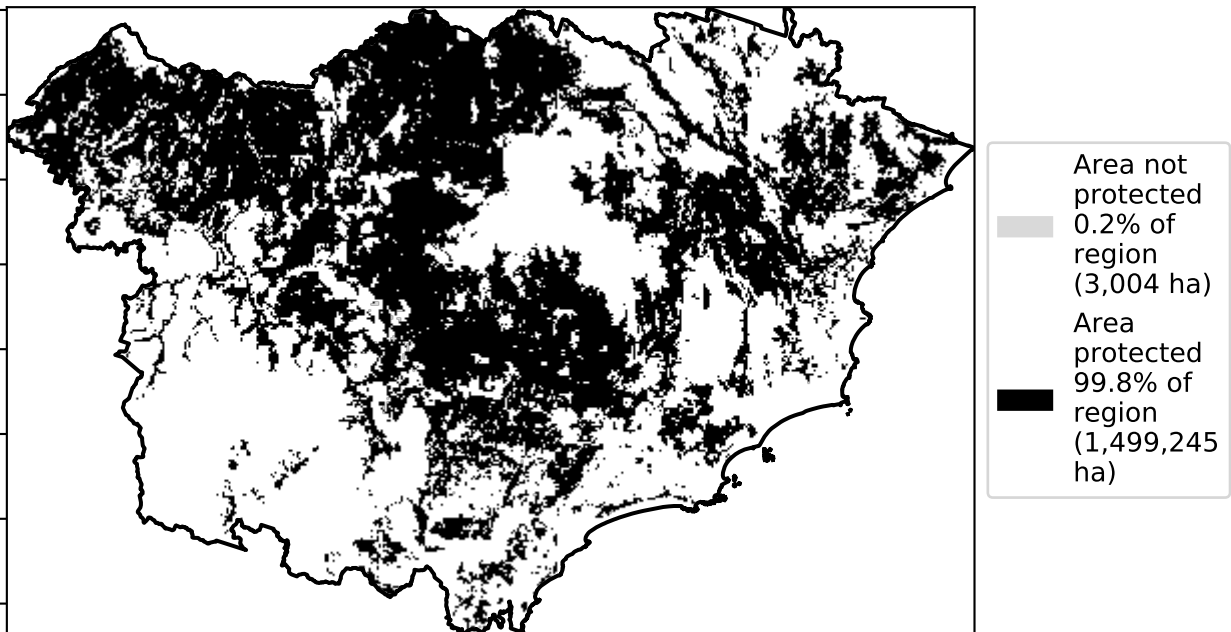 Area not
protected
0.2% of
region
(3,004 ha)
Area
protected
99.8% of
region
(1,499,245
ha)